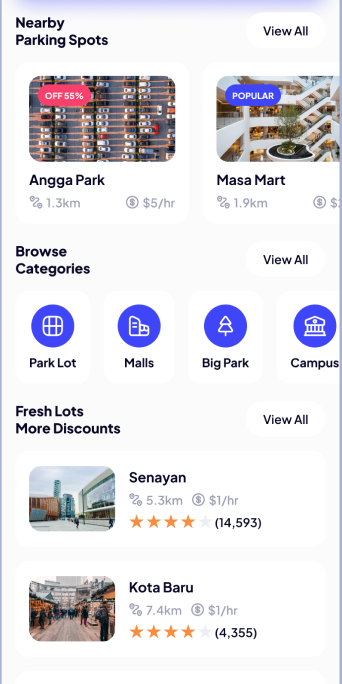 Nearby
Parking Spots
View All
OFF 55%
POPULAR
Angga Park
Masa Mart
1.3km
$5/hr
1.9km
Browse
Categories
View All
Park Lot
Malls
Big Park
Campus
Fresh Lots
More Discounts
View All
Senayan
5.3km
$1/hr
(14,593)
Kota Baru
7.4km
$1/hr
(4,355)